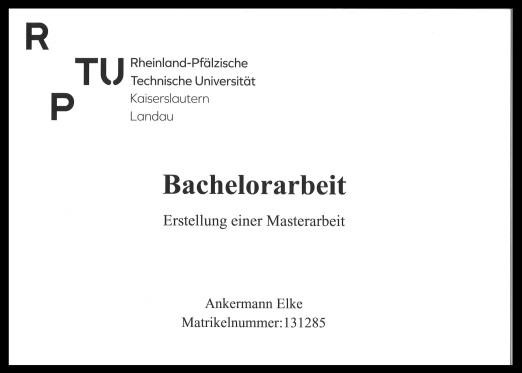 R
TU
P
Rheinland-Pfälzische
Technische Universität
Kaiserslautern
Landau
Bachelorarbeit
Erstellung einer Masterarbeit
Ankermann Elke
Matrikelnummer:131285